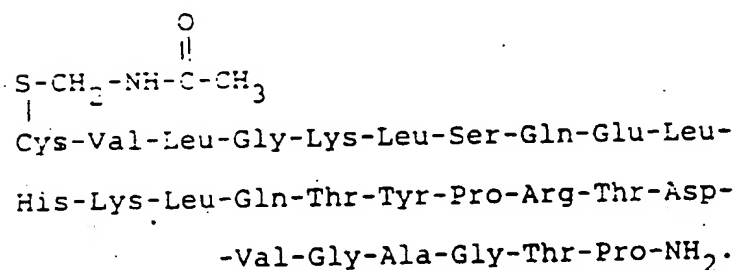 O
||
S-CH2-NH-C-CH3
|
Cys-Val-Leu-Gly-Lys-Leu-Ser-Gln-Glu-Leu-
His-Lys-Leu-Gln-Thr-Tyr-Pro-Arg-Thr-Asp-
-Val-Gly-Ala-Gly-Thr-Pro-NH2.